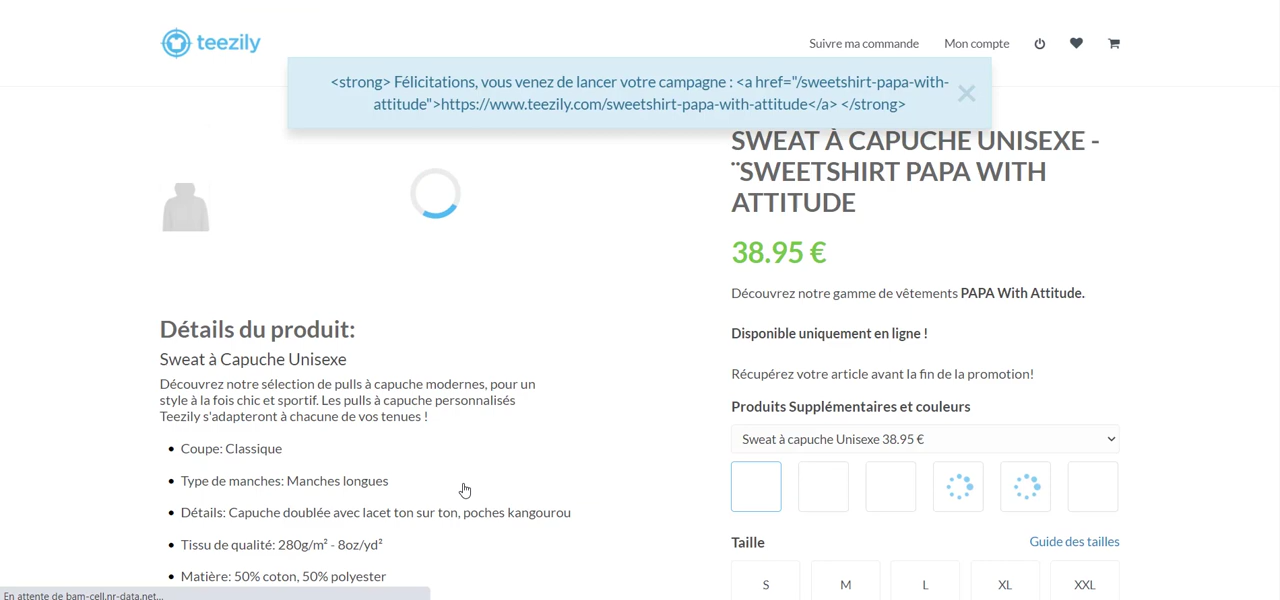 teezily
Suivre ma commande
Mon compte
<strong> Félicitations, vous venez de lancer votre campagne : <a href="/sweetshirt-papa-with-
attitude">https://www.teezily.com/sweetshirt-papa-with-attitude</a> </strong>
SWEAT À CAPUCHE UNISEXE -
¨SWEETSHIRT PAPA WITH
ATTITUDE
38.95 €
Découvrez notre gamme de vêtements PAPA With Attitude.
Disponible uniquement en ligne !
Récupérez votre article avant la fin de la promotion!
Produits Supplémentaires et couleurs
Sweat à capuche Unisexe 38.95 €
Taille
Guide des tailles
S
M
L
XL
XXL
Détails du produit:
Sweat à Capuche Unisexe
Découvrez notre sélection de pulls à capuche modernes, pour un
style à la fois chic et sportif. Les pulls à capuche personnalisés
Teezily s'adapteront à chacune de vos tenues !
• Coupe: Classique
• Type de manches: Manches longues
• Détails: Capuche doublée avec lacet ton sur ton, poches kangourou
• Tissu de qualité: 280g/m² - 8oz/yd²
• Matière: 50% coton, 50% polyester
En attente de bam-cell.nr-data.net...